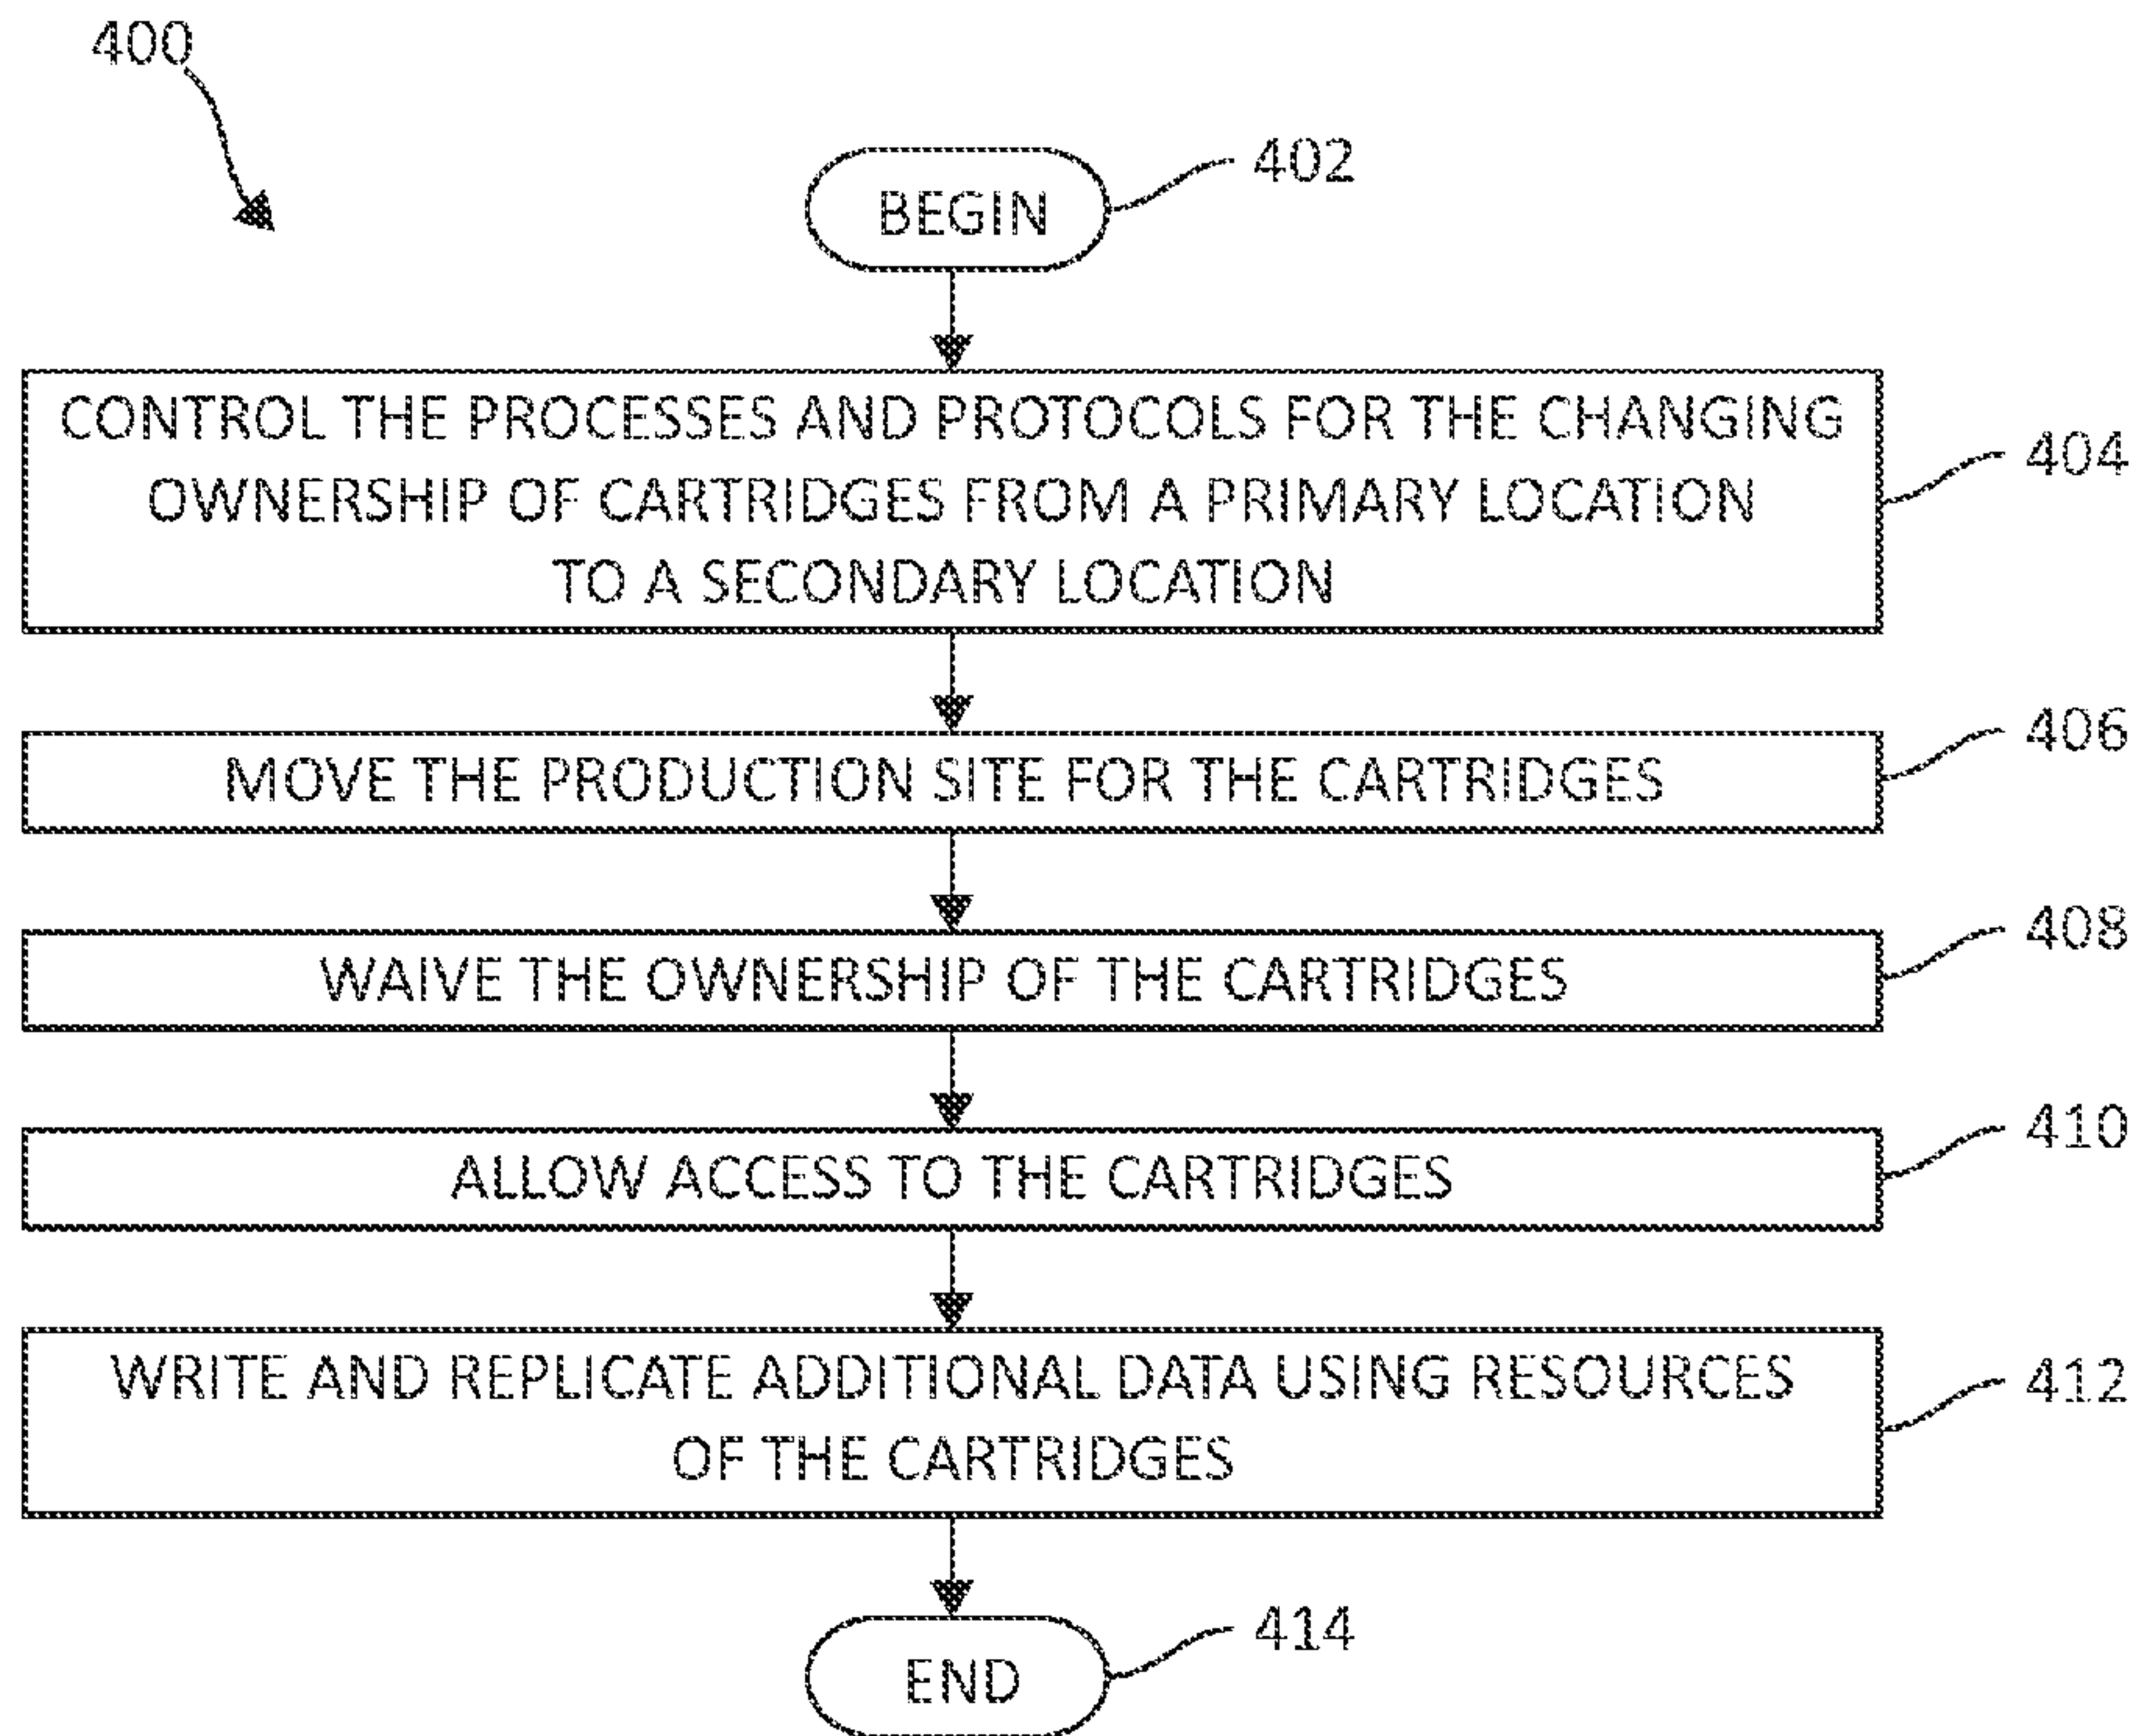 400
BEGIN
402
CONTROL THE PROCESSES AND PROTOCOLS FOR THE CHANGING
OWNERSHIP OF CARTRIDGES FROM A PRIMARY LOCATION
TO A SECONDARY LOCATION
404
MOVE THE PRODUCTION SITE FOR THE CARTRIDGES
406
WAIVE THE OWNERSHIP OF THE CARTRIDGES
408
ALLOW ACCESS TO THE CARTRIDGES
410
WRITE AND REPLICATE ADDITIONAL DATA USING RESOURCES
OF THE CARTRIDGES
412
END
414